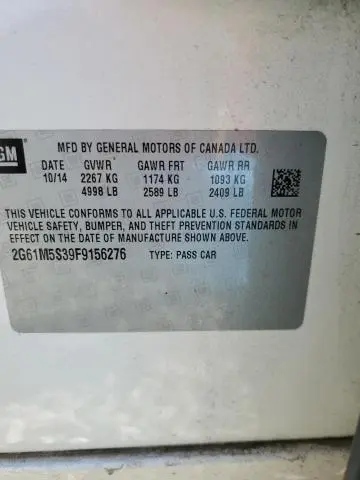 GM
MFD BY GENERAL MOTORS OF CANADA LTD.
DATE GVWR GAWR FRT GAWR RR
10/14 2267 KG 1174 KG 1093 KG
4998 LB 2589 LB 2409 LB
THIS VEHICLE CONFORMS TO ALL APPLICABLE U.S. FEDERAL MOTOR
VEHICLE SAFETY, BUMPER, AND THEFT PREVENTION STANDARDS
IN EFFECT ON THE DATE OF MANUFACTURE SHOWN ABOVE.
2G61M5S39F9156276 TYPE: PASS CAR